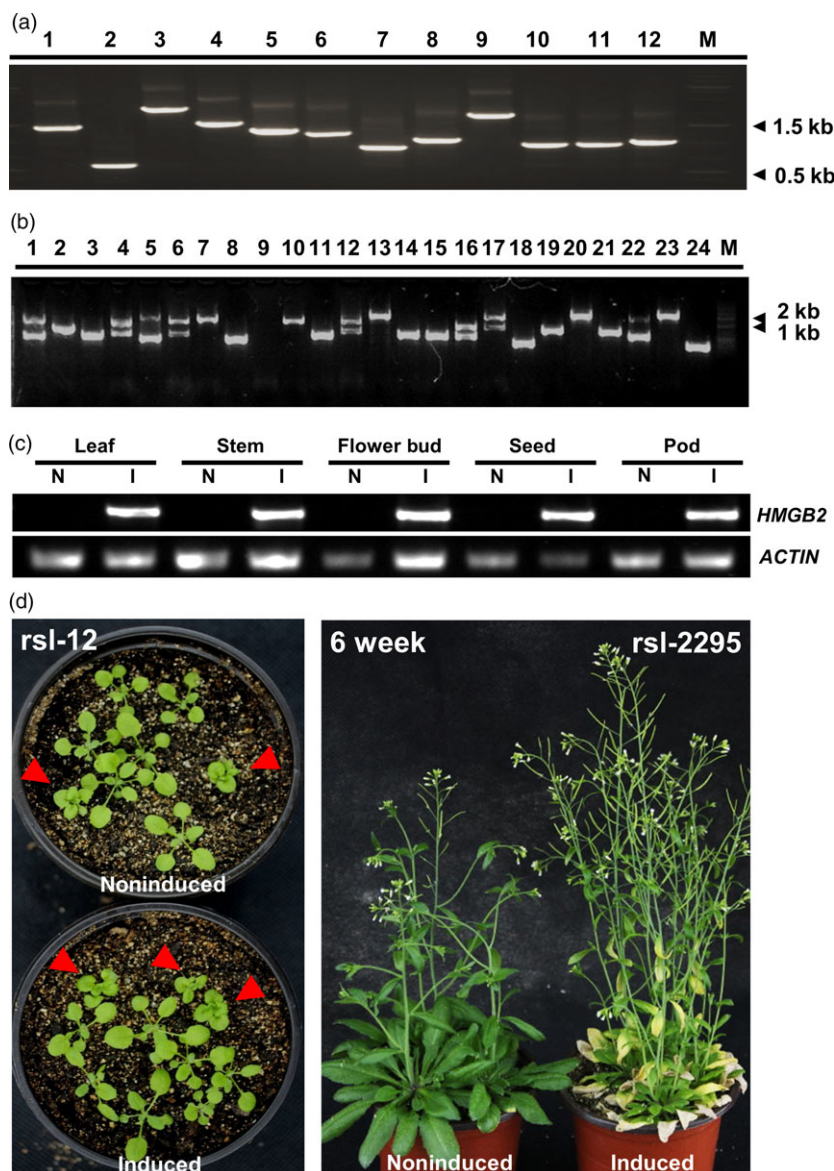 (a)
1 2 3 4 5 6 7 8 9 10 11 12 M
1.5 kb
0.5 kb
(b)
1 2 3 4 5 6 7 8 9 10 11 12 13 14 15 16 17 18 19 20 21 22 23 24 M
2 kb
1 kb
(c)
Leaf Stem Flower bud Seed Pod
N I N I N I N I N I
HMGB2
ACTIN
(d)
rsl-12
Noninduced
Induced
6 week rsl-2295
Noninduced Induced